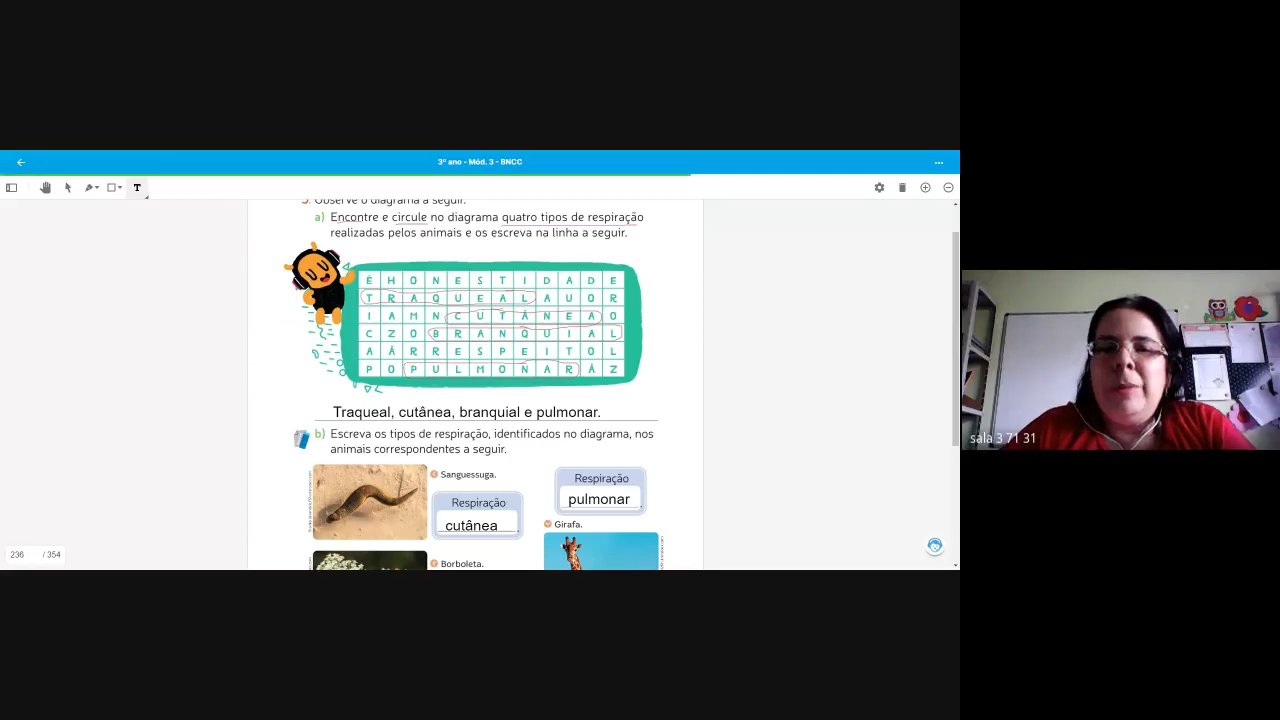 3º ano - Mód. 3 - BNCC
3. Observe o diagrama a seguir.
a) Encontre e circule no diagrama quatro tipos de respiração
realizadas pelos animais e os escreva na linha a seguir.
É H O N E S T I D A D E
T R A Q U E A L A U O R
I A M N C U T Â N E A O
C Z O B R A N Q U I A L
A Ã R R E S P E I T O L
P O P U L M O N A R Á Z
Traqueal, cutânea, branquial e pulmonar.
b) Escreva os tipos de respiração, identificados no diagrama, nos
animais correspondentes a seguir.
Sanguessuga.
Respiração
cutânea
Respiração
pulmonar
Girafa.
Borboleta.
236 / 354
sala 3 71 31